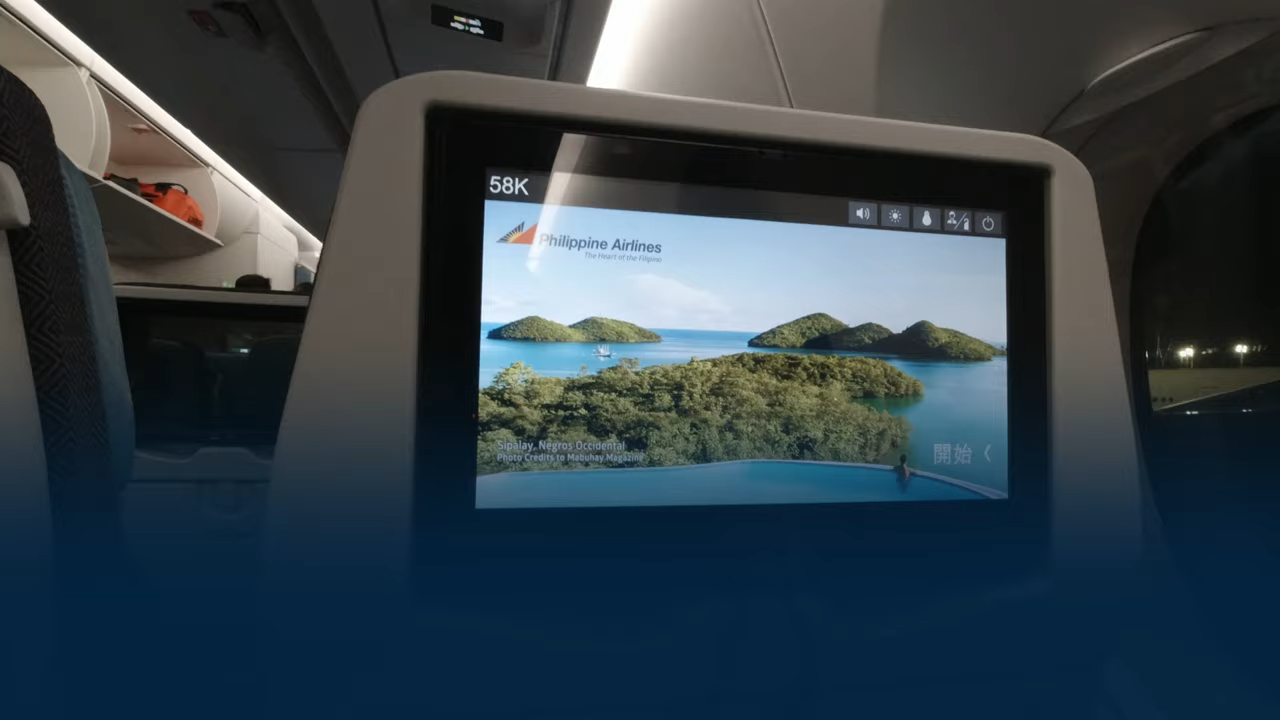 58K
Philippine Airlines
The Heart of the Filipino
Sipalay, Negros Occidental
Photo Credits to Mabuhay Magazine
開始 〈